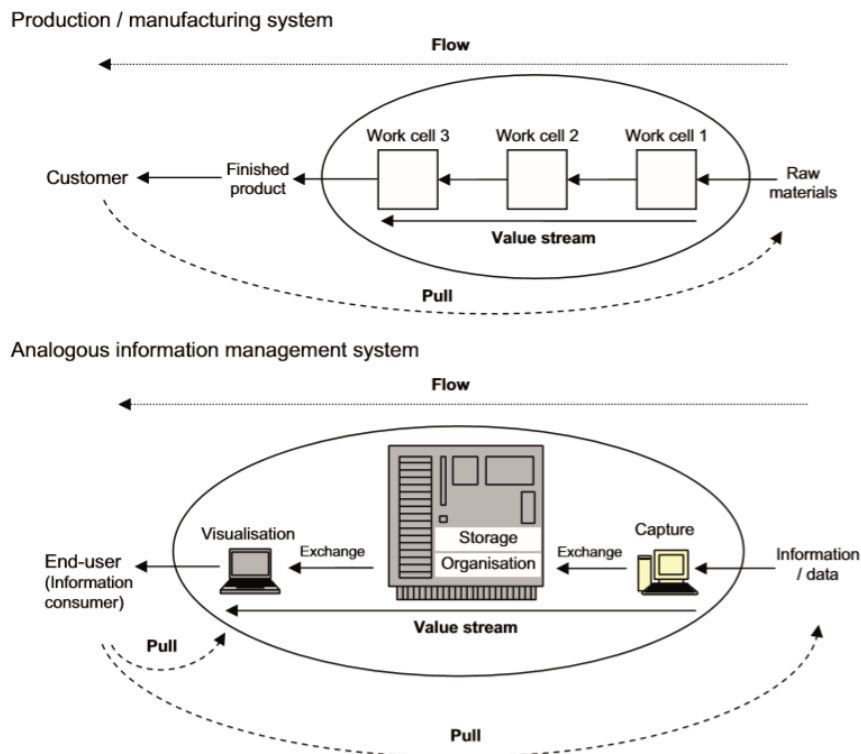 Production / manufacturing system
Flow
Work cell 3
Work cell 2
Work cell 1
Customer
Finished
product
Raw
materials
Value stream
Pull
Analogous information management system
Flow
Visualisation
Exchange
Storage
Organisation
Exchange
Capture
End-user
(Information
consumer)
Information
/ data
Value stream
Pull
Pull